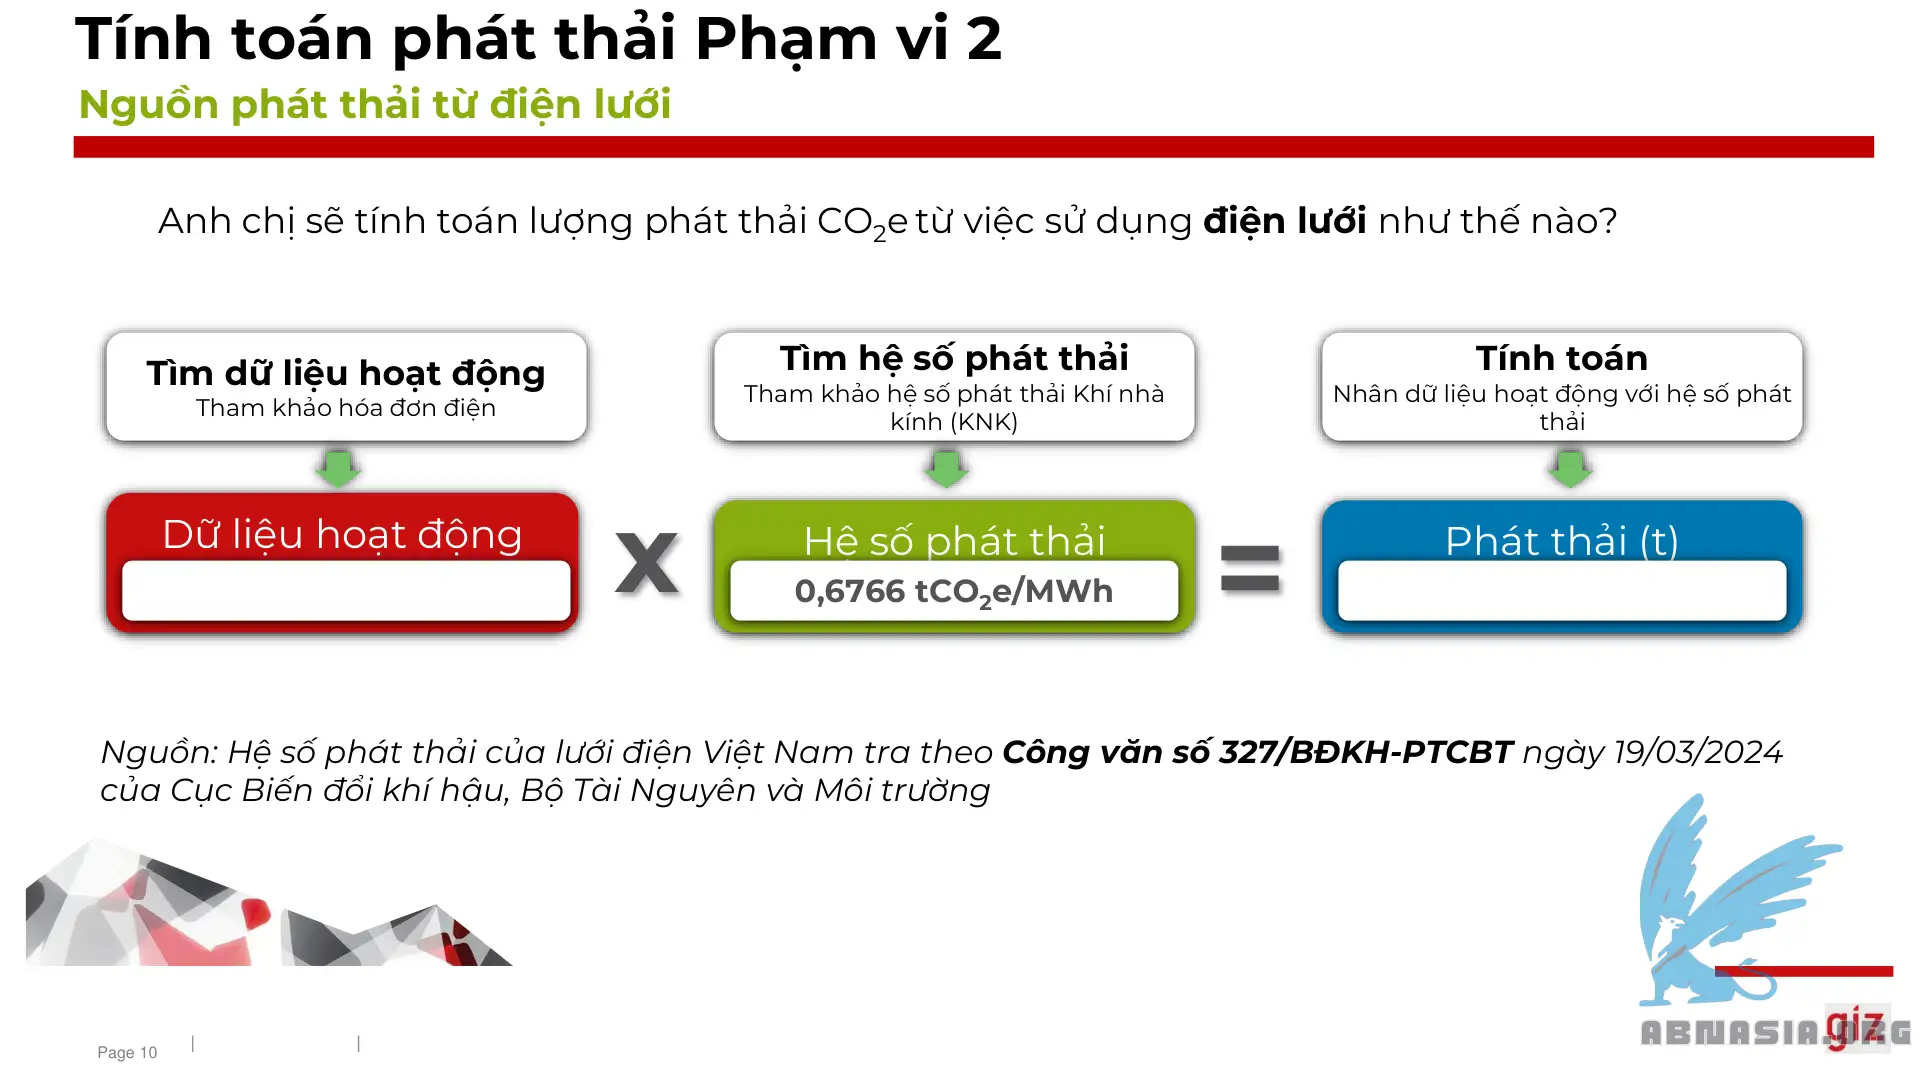 Tính toán phát thải Phạm vi 2
Nguồn phát thải từ điện lưới
Anh chị sẽ tính toán lượng phát thải CO₂e từ việc sử dụng điện lưới như thế nào?
Tìm dữ liệu hoạt động
Tham khảo hóa đơn điện
Tìm hệ số phát thải
Tham khảo hệ số phát thải Khí nhà
kính (KNK)
Tính toán
Nhân dữ liệu hoạt động với hệ số phát
thải
Dữ liệu hoạt động
x
Hệ số phát thải
0,6766 tCO₂e/MWh
=
Phát thải (t)
Nguồn: Hệ số phát thải của lưới điện Việt Nam tra theo Công văn số 327/BĐKH-PTCBT ngày 19/03/2024
của Cục Biến đổi khí hậu, Bộ Tài Nguyên và Môi trường
Page 10
giz
ABNASIA.ORG